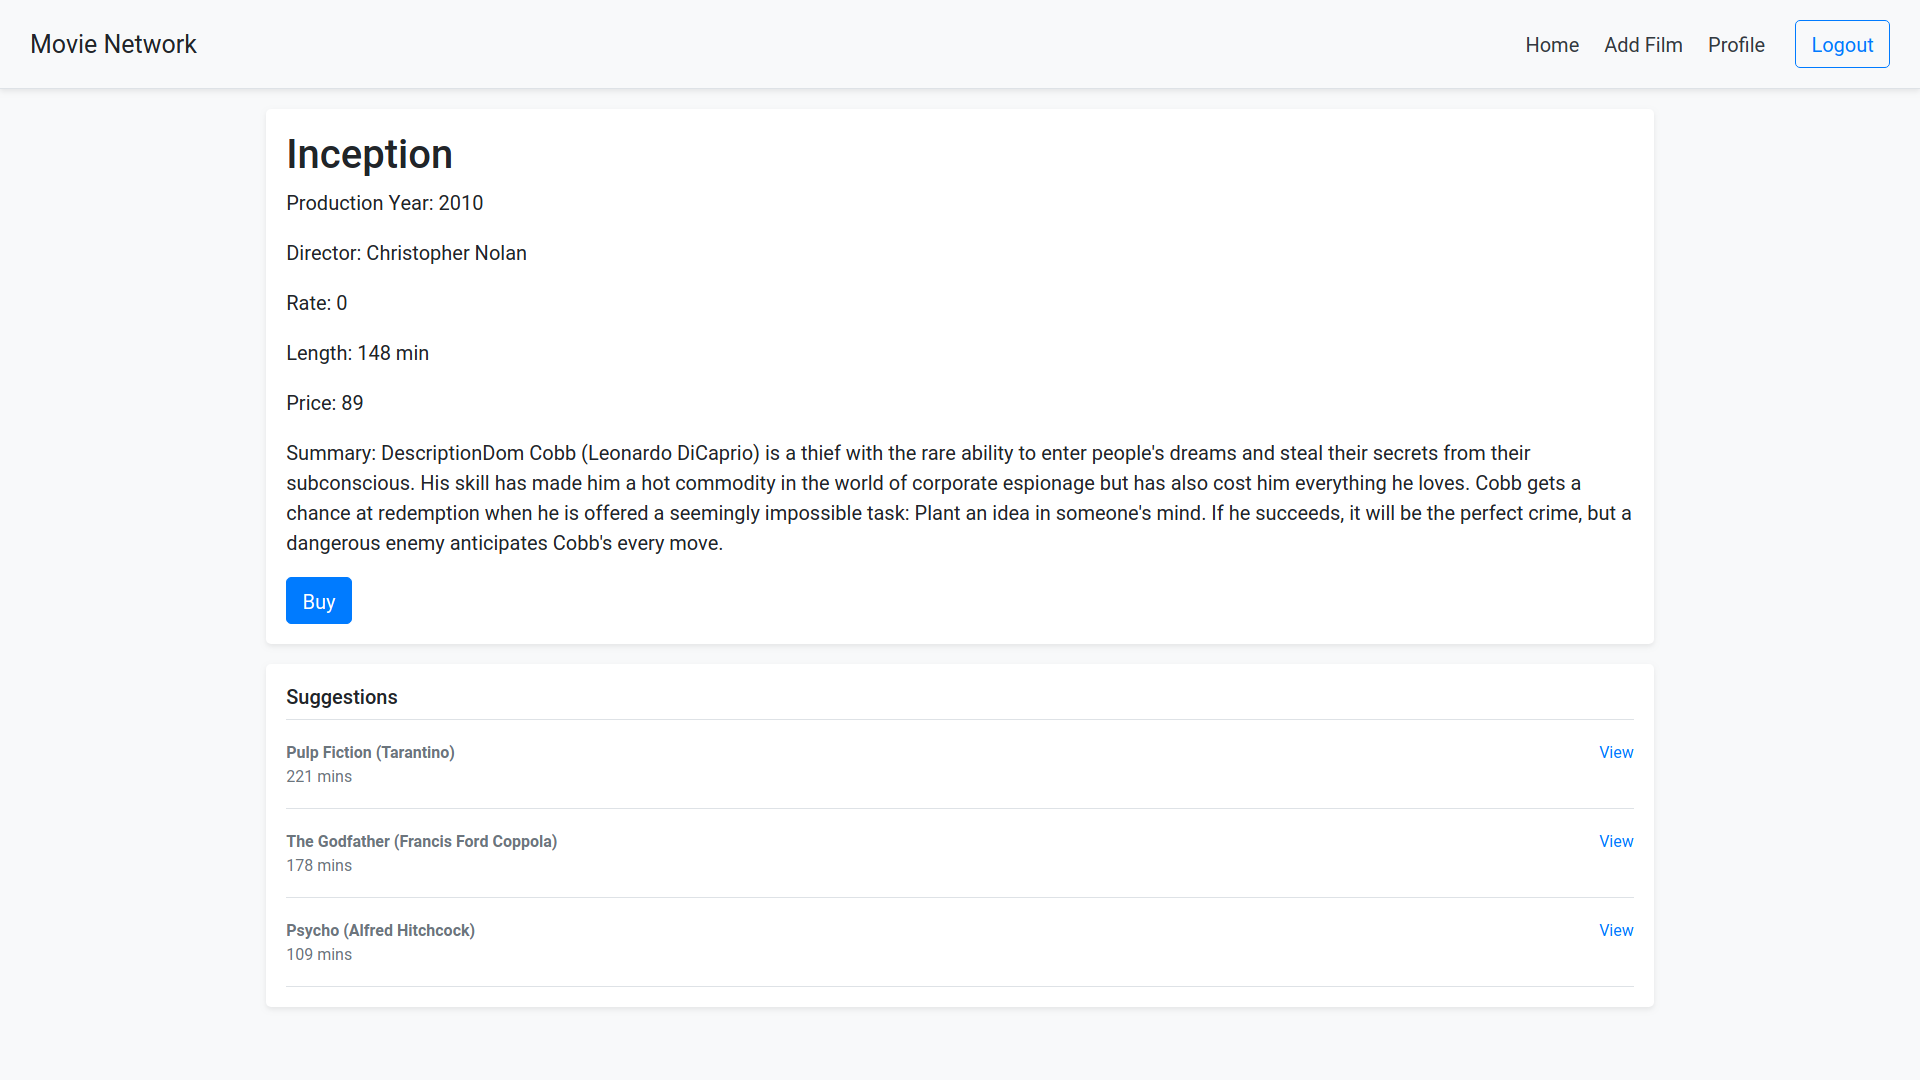 Movie Network
Home
Add Film
Profile
Logout
Inception
Production Year: 2010
Director: Christopher Nolan
Rate: 0
Length: 148 min
Price: 89
Summary: DescriptionDom Cobb (Leonardo DiCaprio) is a thief with the rare ability to enter people's dreams and steal their secrets from their
subconscious. His skill has made him a hot commodity in the world of corporate espionage but has also cost him everything he loves. Cobb gets a
chance at redemption when he is offered a seemingly impossible task: Plant an idea in someone's mind. If he succeeds, it will be the perfect crime, but a
dangerous enemy anticipates Cobb's every move.
Buy
Suggestions
Pulp Fiction (Tarantino)
View
221 mins
The Godfather (Francis Ford Coppola)
View
178 mins
Psycho (Alfred Hitchcock)
View
109 mins